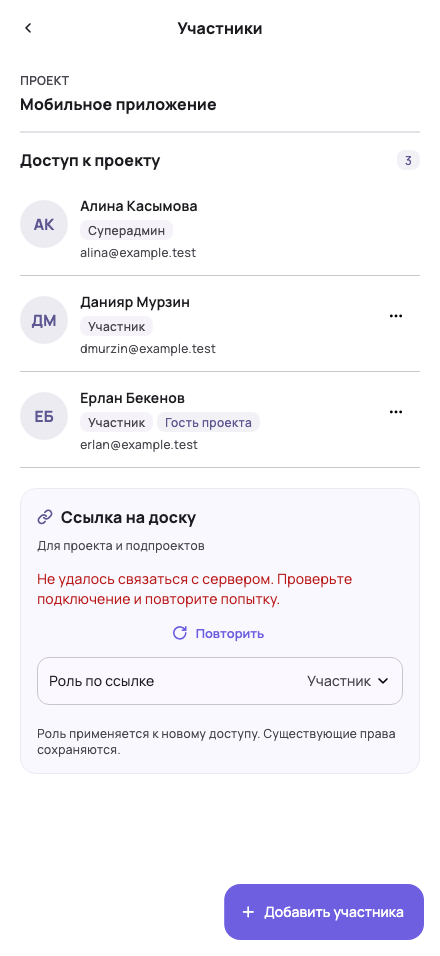 Участники
ПРОЕКТ
Мобильное приложение
Доступ к проекту 3
АК
Алина Касымова
Суперадмин
alina@example.test
ДМ
Данияр Мурзин
Участник
dmurzin@example.test
ЕБ
Ерлан Бекенов
Участник Гость проекта
erlan@example.test
Ссылка на доску
Для проекта и подпроектов
Не удалось связаться с сервером. Проверьте
подключение и повторите попытку.
Повторить
Роль по ссылке Участник
Роль применяется к новому доступу. Существующие права
сохраняются.
Добавить участника